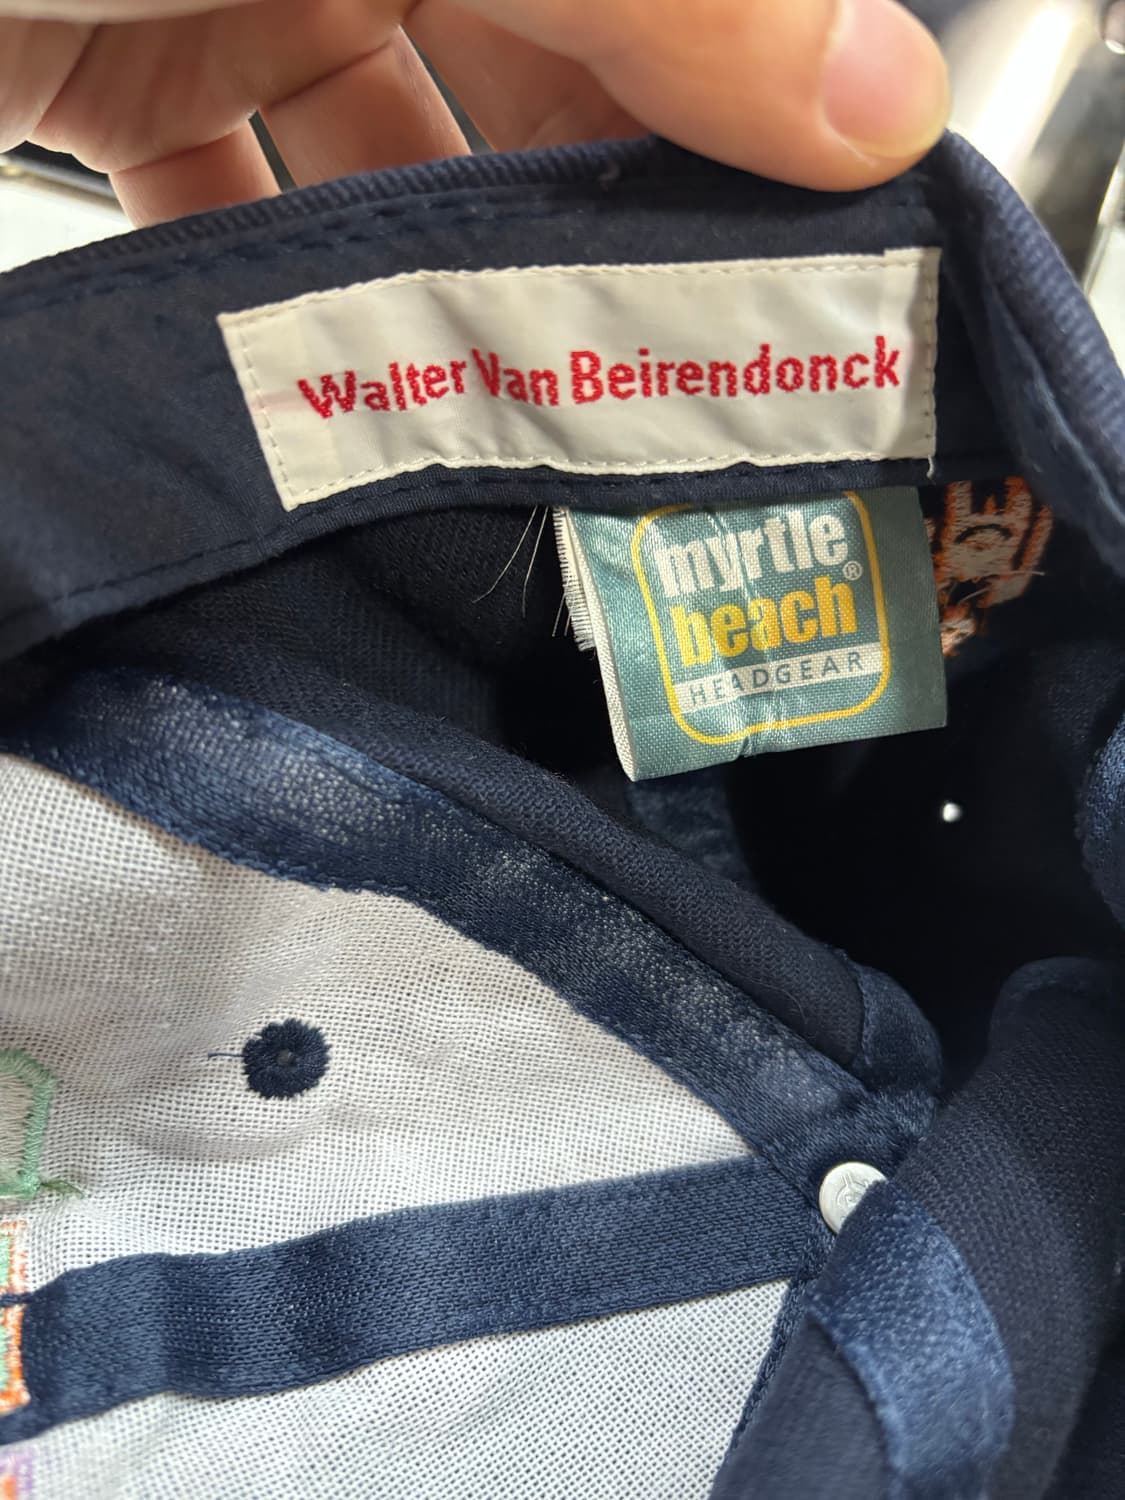 Walter Van Beirendonck
myrtle
beach®
HEADGEAR